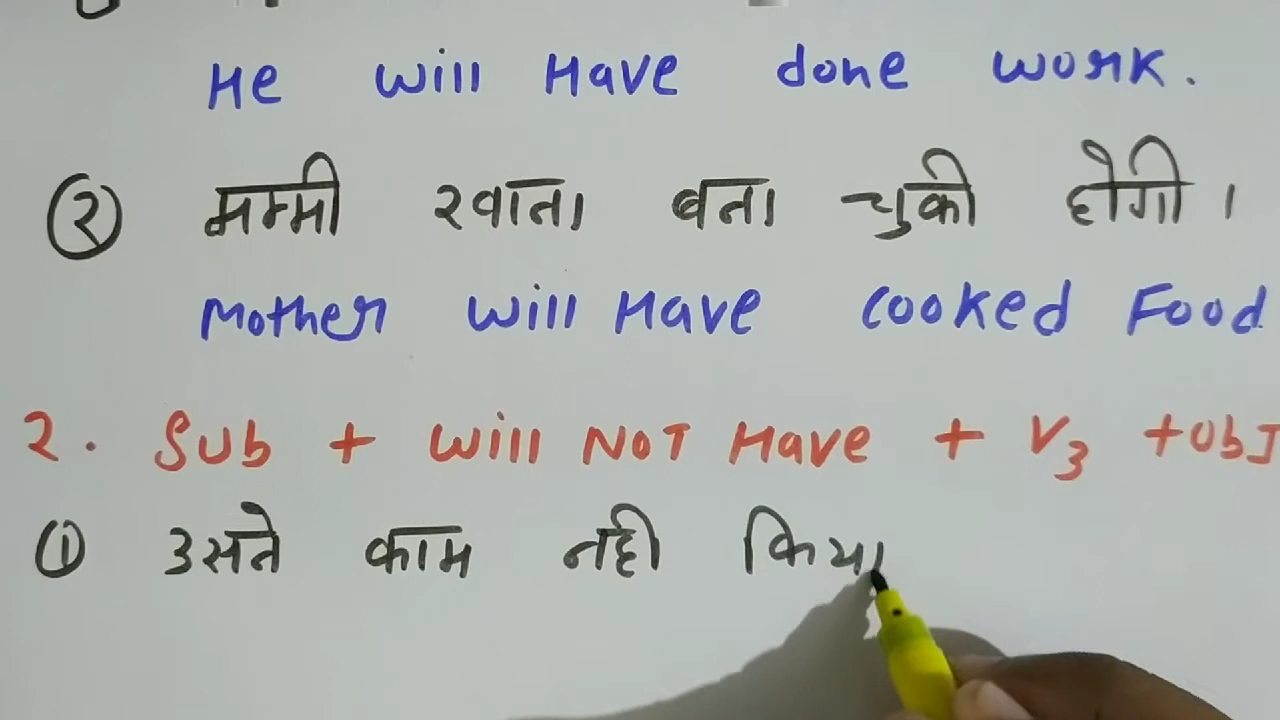 He will Have done work.
(२) मम्मी खाना बना चुकी होगी ।
Mother will Have cooked Food
2. Sub + will NOT Have + V3 + obJ
(1) उसने काम नही किया